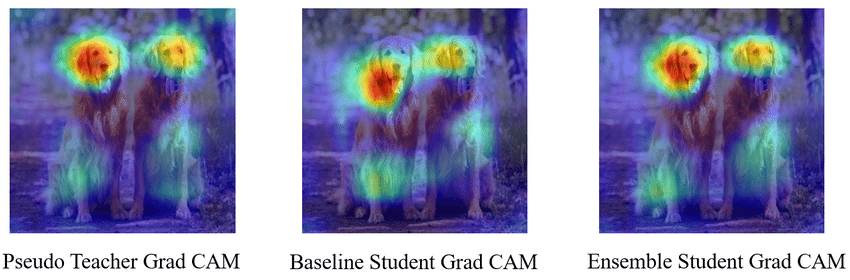 Pseudo Teacher Grad CAM
Baseline Student Grad CAM
Ensemble Student Grad CAM